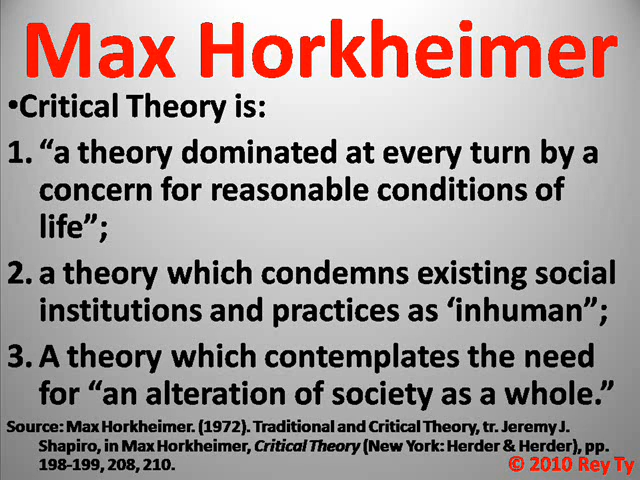 Max Horkheimer
•Critical Theory is:
1. “a theory dominated at every turn by a
concern for reasonable conditions of
life”;
2. a theory which condemns existing social
institutions and practices as ‘inhuman”;
3. A theory which contemplates the need
for “an alteration of society as a whole.”
Source: Max Horkheimer. (1972). Traditional and Critical Theory, tr. Jeremy J.
Shapiro, in Max Horkheimer, Critical Theory (New York: Herder & Herder), pp.
198-199, 208, 210.
© 2010 Rey Ty